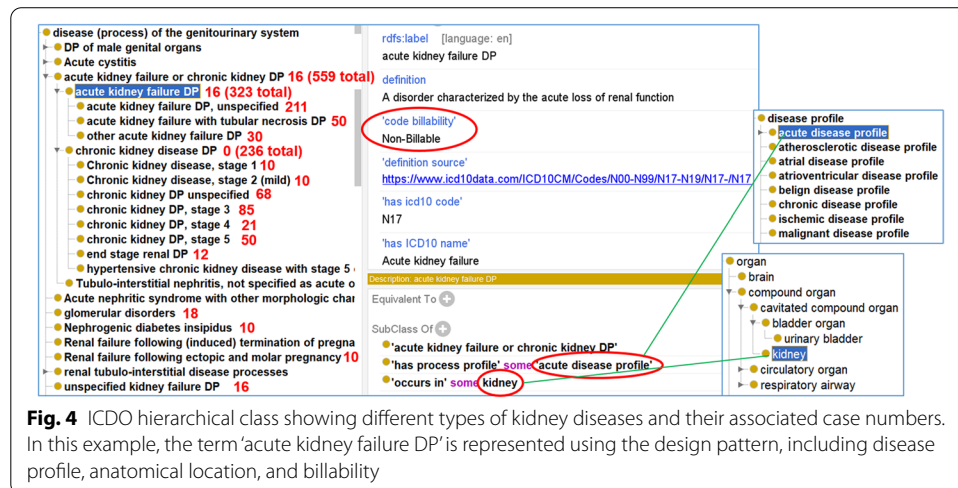 disease (process) of the genitourinary system
DP of male genital organs
Acute cystitis
acute kidney failure or chronic kidney DP 16 (559 total)
acute kidney failure DP 16 (323 total)
acute kidney failure DP, unspecified 211
acute kidney failure with tubular necrosis DP 50
other acute kidney failure DP 30
chronic kidney disease DP 0 (236 total)
Chronic kidney disease, stage 1 10
Chronic kidney disease, stage 2 (mild) 10
chronic kidney DP unspecified 68
chronic kidney DP, stage 3 85
chronic kidney DP, stage 4 21
chronic kidney DP, stage 5 50
end stage renal DP 12
hypertensive chronic kidney disease with stage 5
Tubulo-interstitial nephritis, not specified as acute o
Acute nephritic syndrome with other morphologic chan
glomerular disorders 18
Nephrogenic diabetes insipidus 10
Renal failure following (induced) termination of pregna
Renal failure following ectopic and molar pregnancy 10
renal tubulo-interstitial disease processes
unspecified kidney failure DP 16
rdfs:label [language: en]
acute kidney failure DP
definition
A disorder characterized by the acute loss of renal function
'code billability'
Non-Billable
'definition source'
https://www.icd10data.com/ICD10CM/Codes/N00-N99/N17-N19/N17-/N17
'has icd10 code'
N17
'has ICD10 name'
Acute kidney failure
Description: acute kidney failure DP
Equivalent To
SubClass Of
'acute kidney failure or chronic kidney DP'
'has process profile' some 'acute disease profile'
'occurs in' some kidney
disease profile
acute disease profile
atherosclerotic disease profile
atrial disease profile
atrioventricular disease profile
belign disease profile
chronic disease profile
ischemic disease profile
malignant disease profile
organ
brain
compound organ
cavitated compound organ
bladder organ
urinary bladder
kidney
circulatory organ
respiratory airway
Fig. 4 ICDO hierarchical class showing different types of kidney diseases and their associated case numbers.
In this example, the term 'acute kidney failure DP' is represented using the design pattern, including disease
profile, anatomical location, and billability